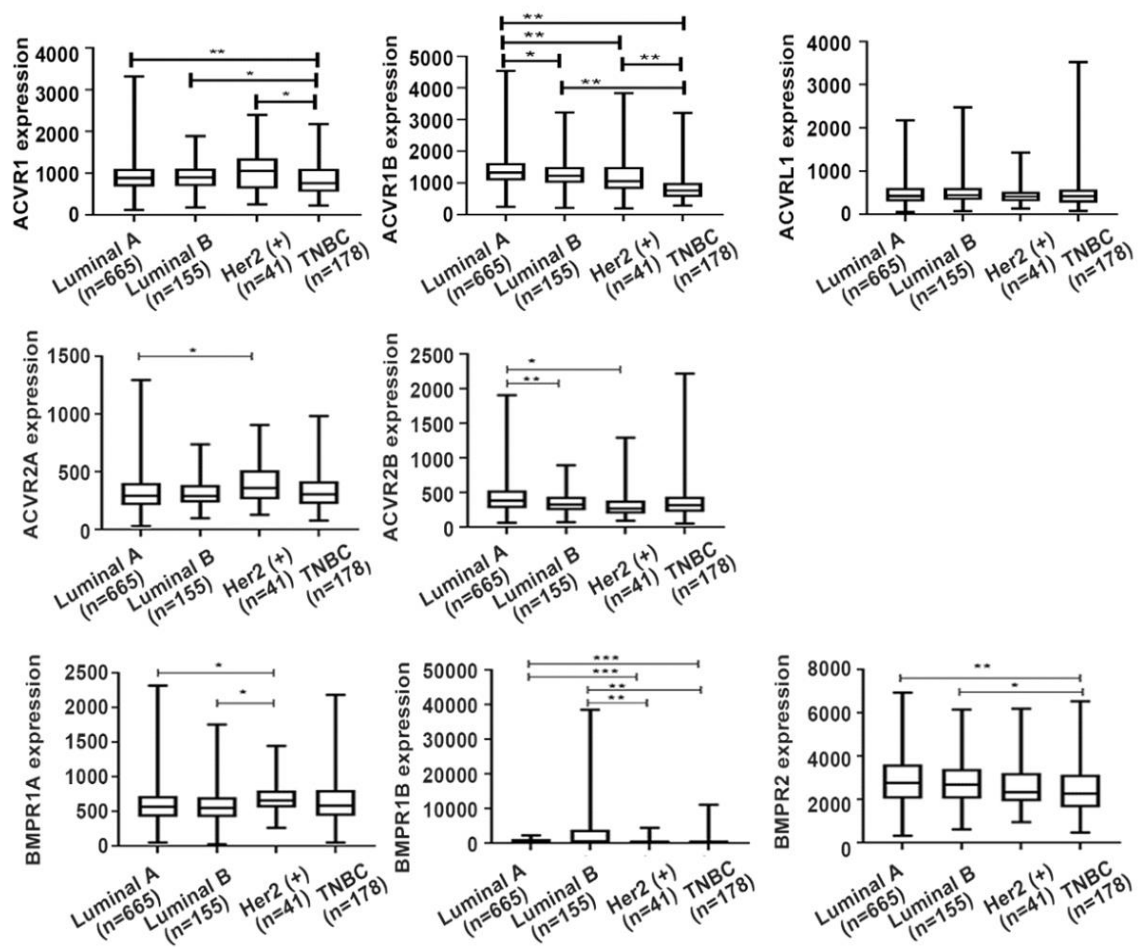 ACVR1 expression
4000
3000
2000
1000
0
**
*
*
Luminal A
(n=665)
Luminal B
(n=155)
Her2 (+)
(n=41)
TNBC
(n=178)
ACVR1B expression
5000
4000
3000
2000
1000
0
**
**
*
**
**
Luminal A
(n=665)
Luminal B
(n=155)
Her2 (+)
(n=41)
TNBC
(n=178)
ACVRL1 expression
4000
3000
2000
1000
0
Luminal A
(n=665)
Luminal B
(n=155)
Her2 (+)
(n=41)
TNBC
(n=178)
ACVR2A expression
1500
1000
500
0
*
Luminal A
(n=665)
Luminal B
(n=155)
Her2 (+)
(n=41)
TNBC
(n=178)
ACVR2B expression
2500
2000
1500
1000
500
0
*
**
Luminal A
(n=665)
Luminal B
(n=155)
Her2 (+)
(n=41)
TNBC
(n=178)
BMPR1A expression
2500
2000
1500
1000
500
0
*
*
Luminal A
(n=665)
Luminal B
(n=155)
Her2 (+)
(n=41)
TNBC
(n=178)
BMPR1B expression
50000
40000
30000
20000
10000
0
***
***
**
**
Luminal A
(n=665)
Luminal B
(n=155)
Her2 (+)
(n=41)
TNBC
(n=178)
BMPR2 expression
8000
6000
4000
2000
0
**
*
Luminal A
(n=665)
Luminal B
(n=155)
Her2 (+)
(n=41)
TNBC
(n=178)